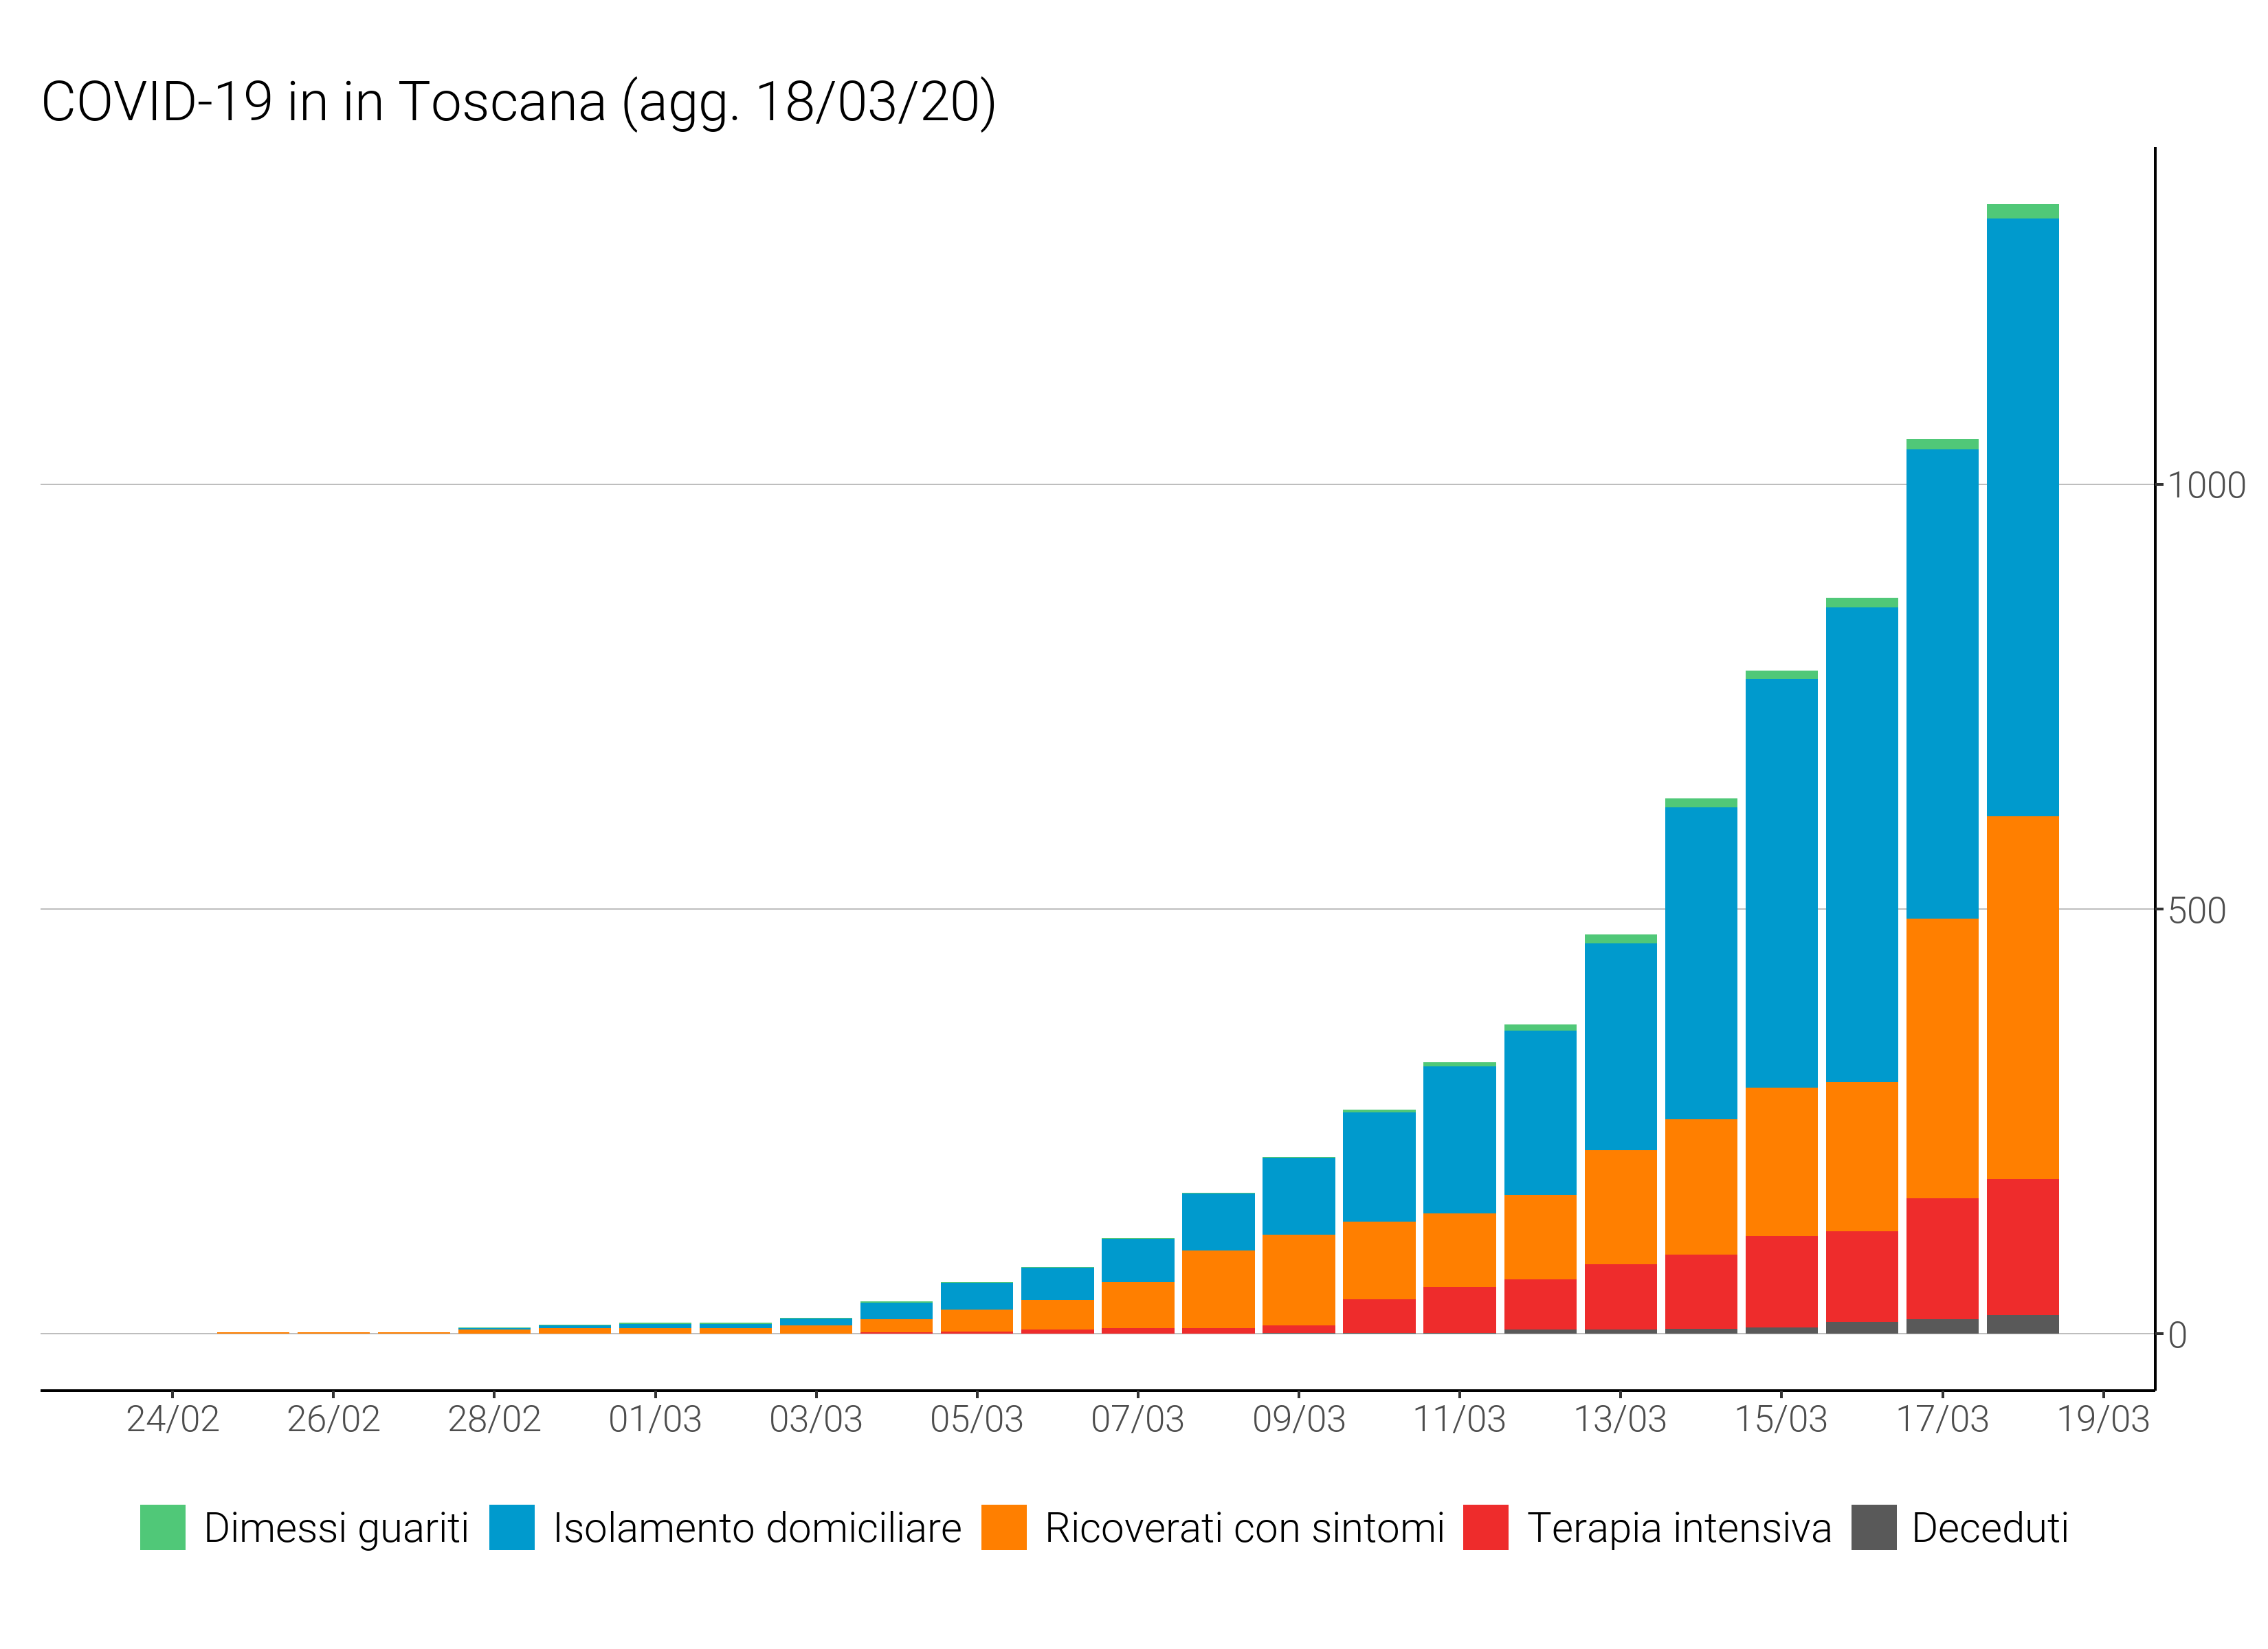 COVID-19 in in Toscana (agg. 18/03/20)
1000
500
0
24/02 26/02 28/02 01/03 03/03 05/03 07/03 09/03 11/03 13/03 15/03 17/03 19/03
Dimessi guariti Isolamento domiciliare Ricoverati con sintomi Terapia intensiva Deceduti